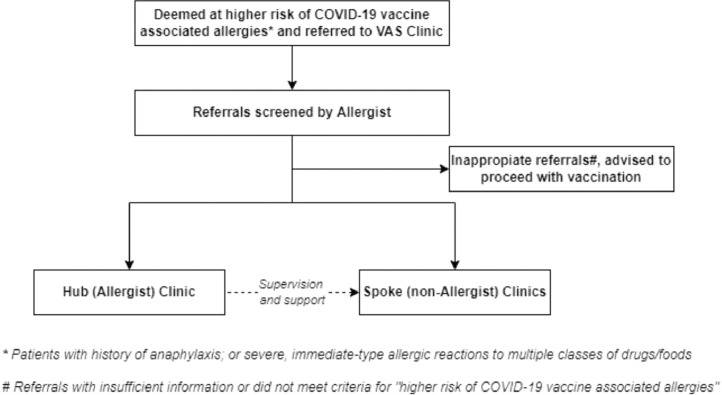 Deemed at higher risk of COVID-19 vaccine
associated allergies* and referred to VAS Clinic
Referrals screened by Allergist
Inappropiate referrals#, advised to
proceed with vaccination
Hub (Allergist) Clinic
Supervision
and support
Spoke (non-Allergist) Clinics
* Patients with history of anaphylaxis; or severe, immediate-type allergic reactions to multiple classes of drugs/foods
# Referrals with insufficient information or did not meet criteria for "higher risk of COVID-19 vaccine associated allergies"